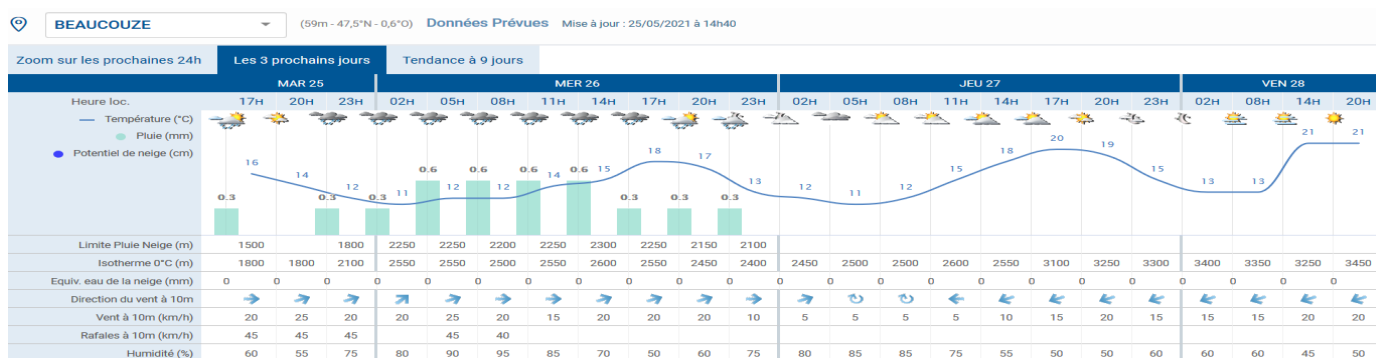 BEAUCOUZE (59m - 47,5°N - 0,6°O) Données Prévues Mise à jour : 25/05/2021 à 14h40
Zoom sur les prochaines 24h Les 3 prochains jours Tendance à 9 jours
MAR 25 MER 26 JEU 27 VEN 28
Heure loc. 17H 20H 23H 02H 05H 08H 11H 14H 17H 20H 23H 02H 05H 08H 11H 14H 17H 20H 23H 02H 08H 14H 20H
Température (°C)
Pluie (mm)
Potentiel de neige (cm)
16 14 12 11 12 12 14 15 18 17 13 12 11 12 15 18 20 19 15 13 13 21 21
0.3 0.3 0.3 0.6 0.6 0.6 0.6 0.3 0.3 0.3
Limite Pluie Neige (m) 1500 1800 2250 2250 2200 2250 2300 2250 2150 2100
Isotherme 0°C (m) 1800 1800 2100 2550 2550 2500 2550 2600 2550 2450 2400 2450 2500 2500 2600 2550 3100 3250 3300 3400 3350 3250 3450
Equiv. eau de la neige (mm) 0 0 0 0 0 0 0 0 0 0 0 0 0 0 0 0 0 0 0 0 0 0 0
Direction du vent à 10m
Vent à 10m (km/h) 20 25 20 20 25 20 15 20 20 20 10 5 5 5 5 10 15 20 15 15 15 20 20
Rafales à 10m (km/h) 45 45 45 45 40
Humidité (%) 60 55 75 80 90 95 85 70 50 60 75 80 85 85 75 55 50 50 60 60 60 45 50